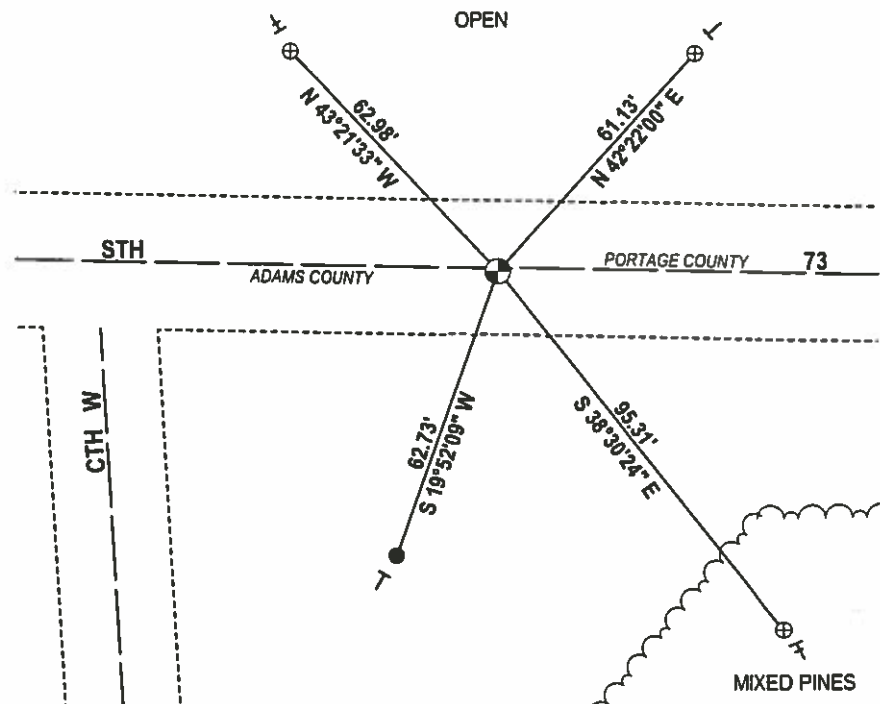 OPEN
62.98'
N 43°21'33" W
61.13'
N 42°22'00" E
STH
ADAMS COUNTY
PORTAGE COUNTY
73
CTH W
62.73'
S 19°52'09" W
95.31'
S 38°30'24" E
MIXED PINES